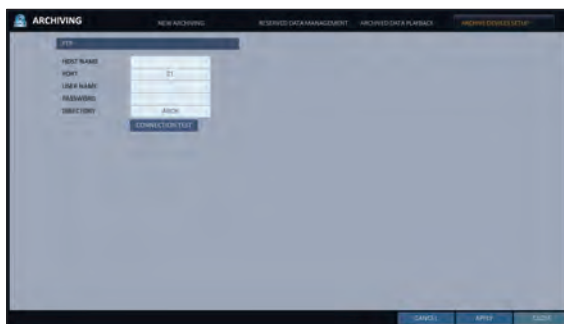 ARCHIVING NEW ARCHIVING RESERVED DATA MANAGEMENT ARCHIVED DATA PLAYBACK ARCHIVE DEVICES SETUP
FTP
HOST NAME
PORT 21
USER NAME
PASSWORD
DIRECTORY
CONNECTION TEST
CANCEL APPLY CLOSE